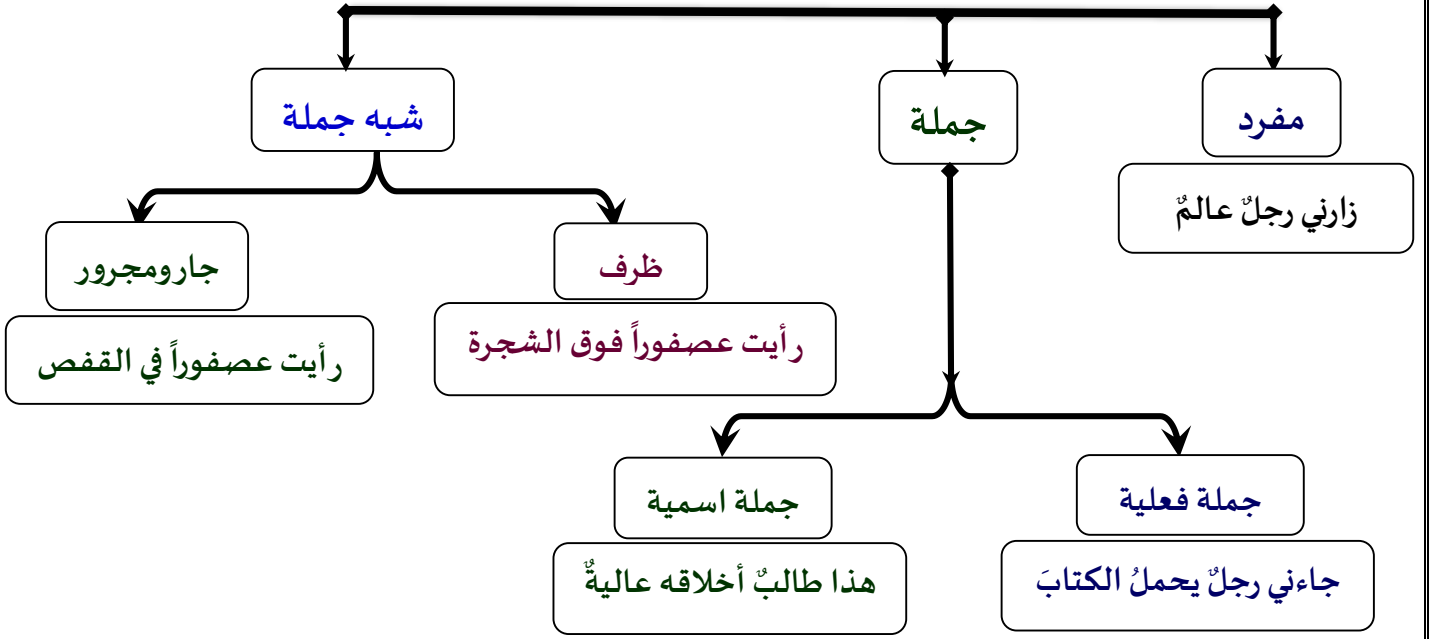 مفرد
زارني رجلٌ عالمٌ
جملة
جملة فعلية
جاءني رجلٌ يحملُ الكتابَ
جملة اسمية
هذا طالبٌ أخلاقه عاليةٌ
شبه جملة
ظرف
رأيت عصفوراً فوق الشجرة
جارومجرور
رأيت عصفوراً في القفص